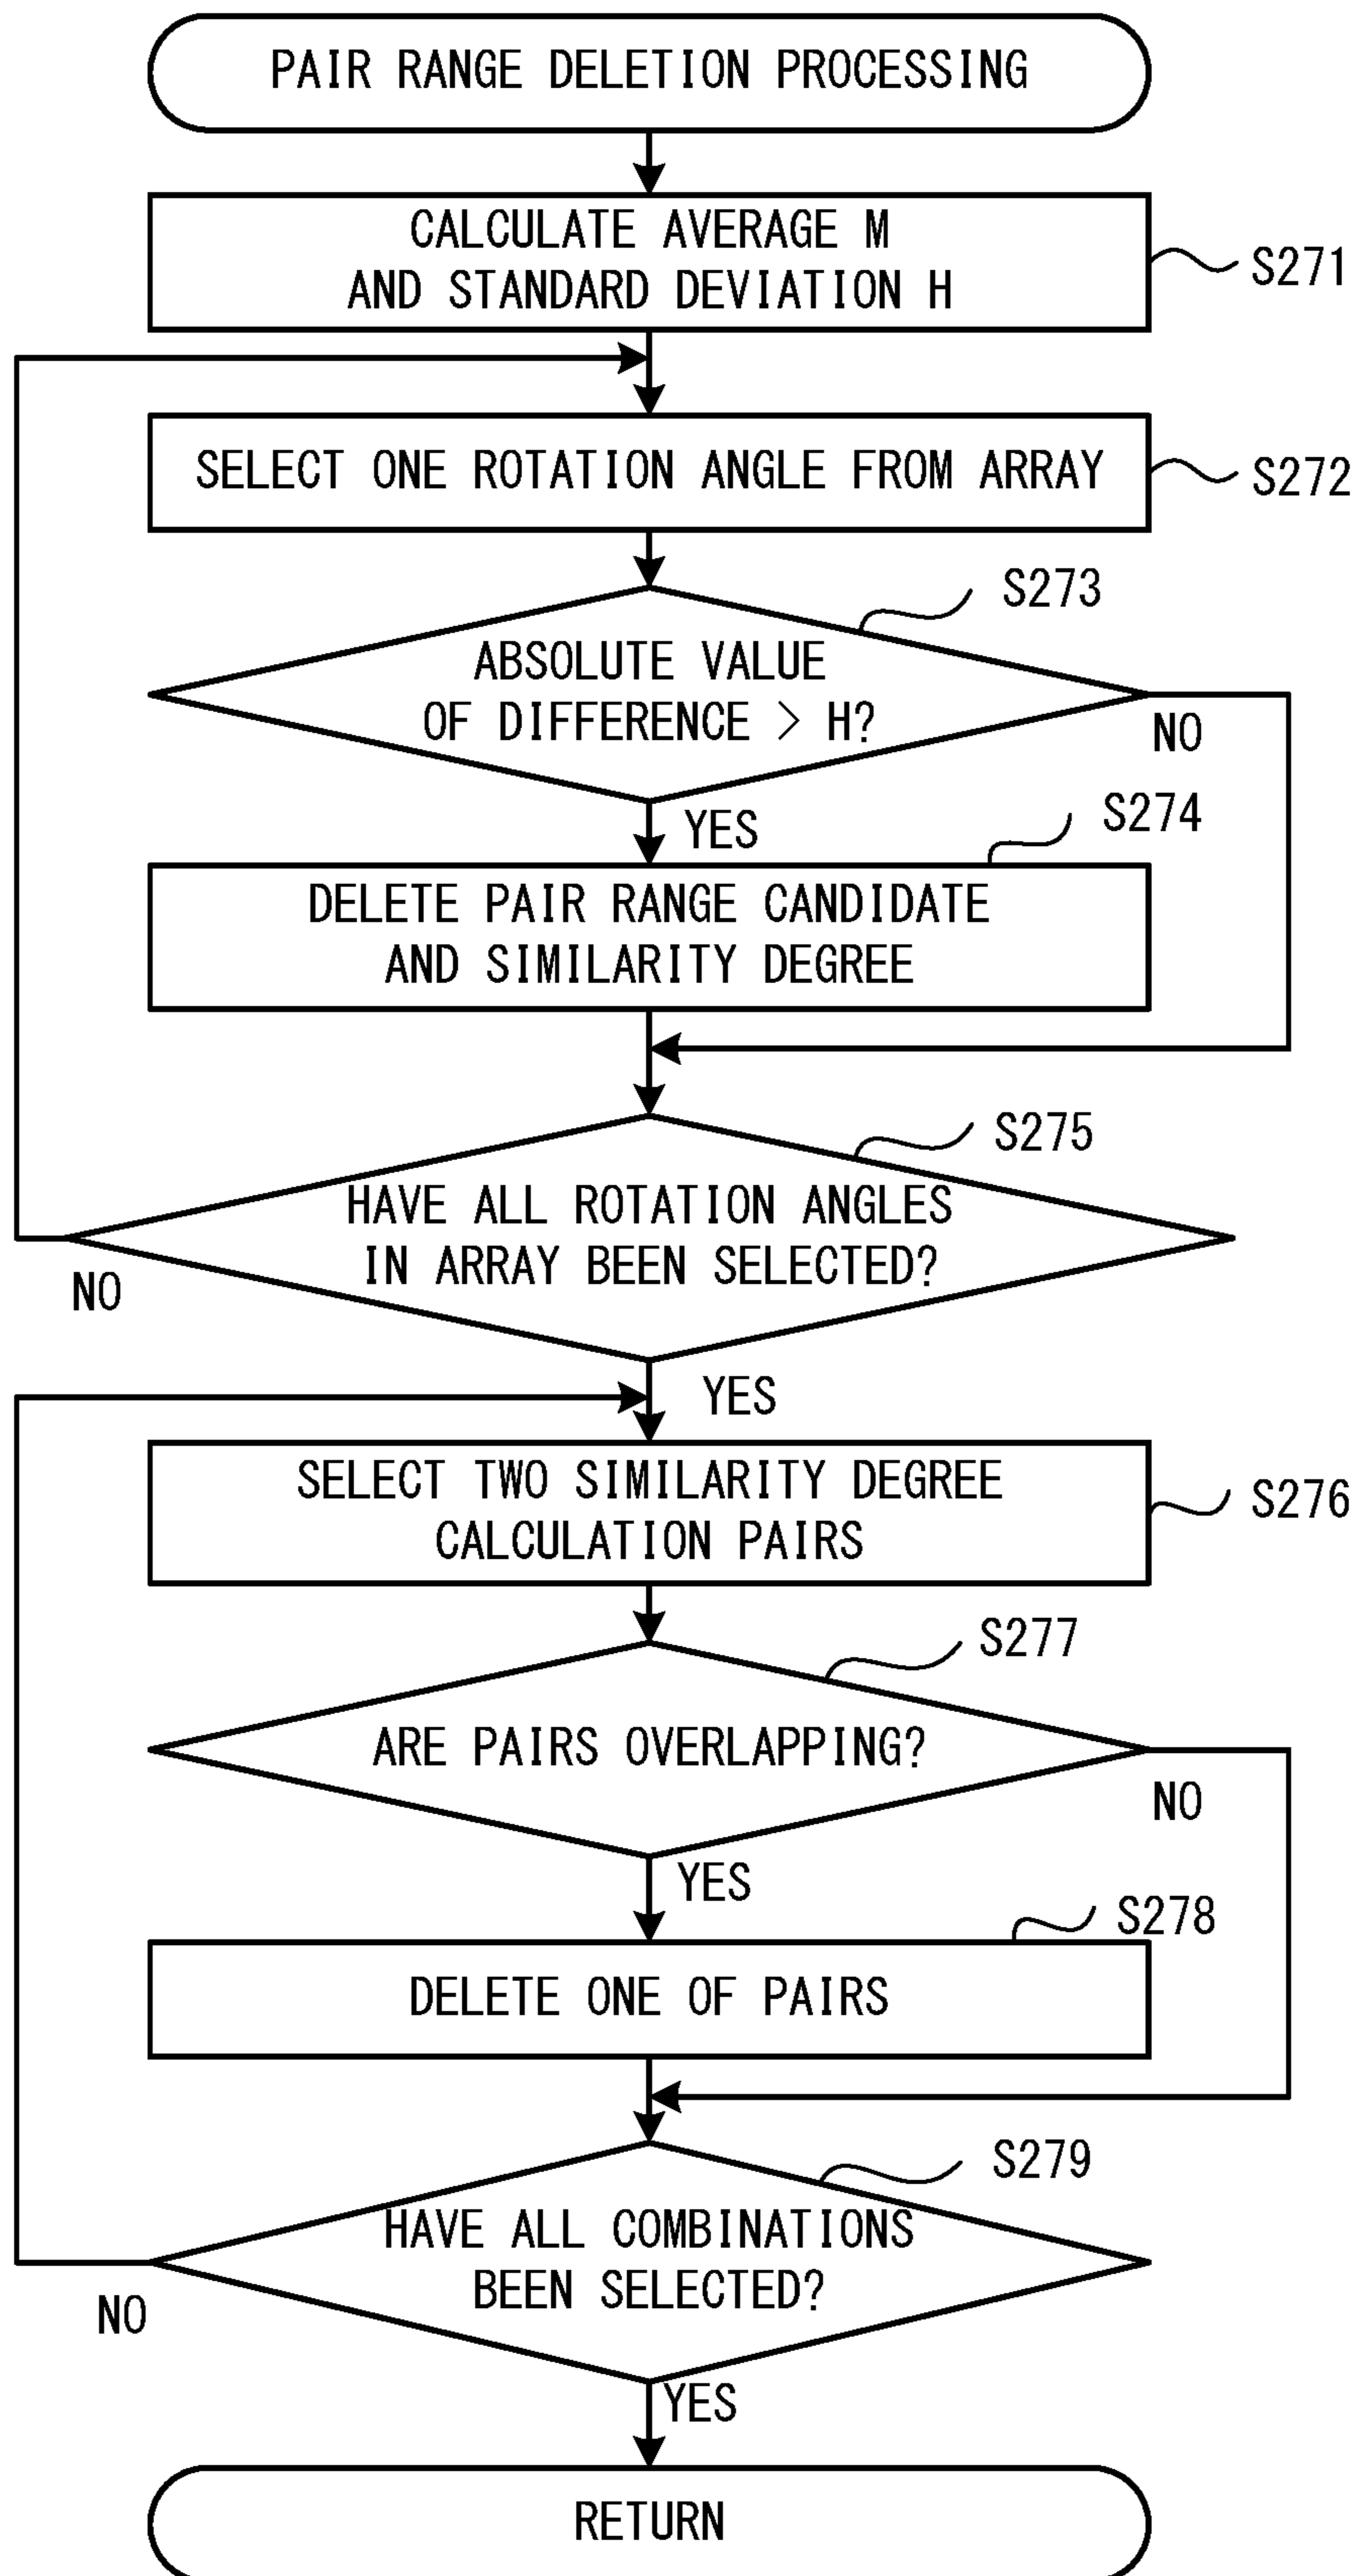 PAIR RANGE DELETION PROCESSING
CALCULATE AVERAGE M
AND STANDARD DEVIATION H
S271
SELECT ONE ROTATION ANGLE FROM ARRAY
S272
S273
ABSOLUTE VALUE
OF DIFFERENCE > H?
NO
YES
S274
DELETE PAIR RANGE CANDIDATE
AND SIMILARITY DEGREE
S275
HAVE ALL ROTATION ANGLES
IN ARRAY BEEN SELECTED?
NO
YES
SELECT TWO SIMILARITY DEGREE
CALCULATION PAIRS
S276
S277
ARE PAIRS OVERLAPPING?
NO
YES
S278
DELETE ONE OF PAIRS
S279
HAVE ALL COMBINATIONS
BEEN SELECTED?
NO
YES
RETURN